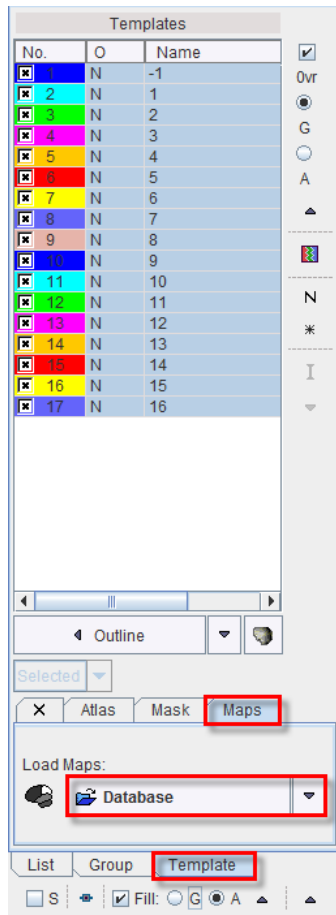 Templates
No. O Name
1 N -1
2 N 1
3 N 2
4 N 3
5 N 4
6 N 5
7 N 6
8 N 7
9 N 8
10 N 9
11 N 10
12 N 11
13 N 12
14 N 13
15 N 14
16 N 15
17 N 16
Ovr
G
A
N
I
Outline
Selected
X Atlas Mask Maps
Load Maps:
Database
List Group Template
S Fill: G A